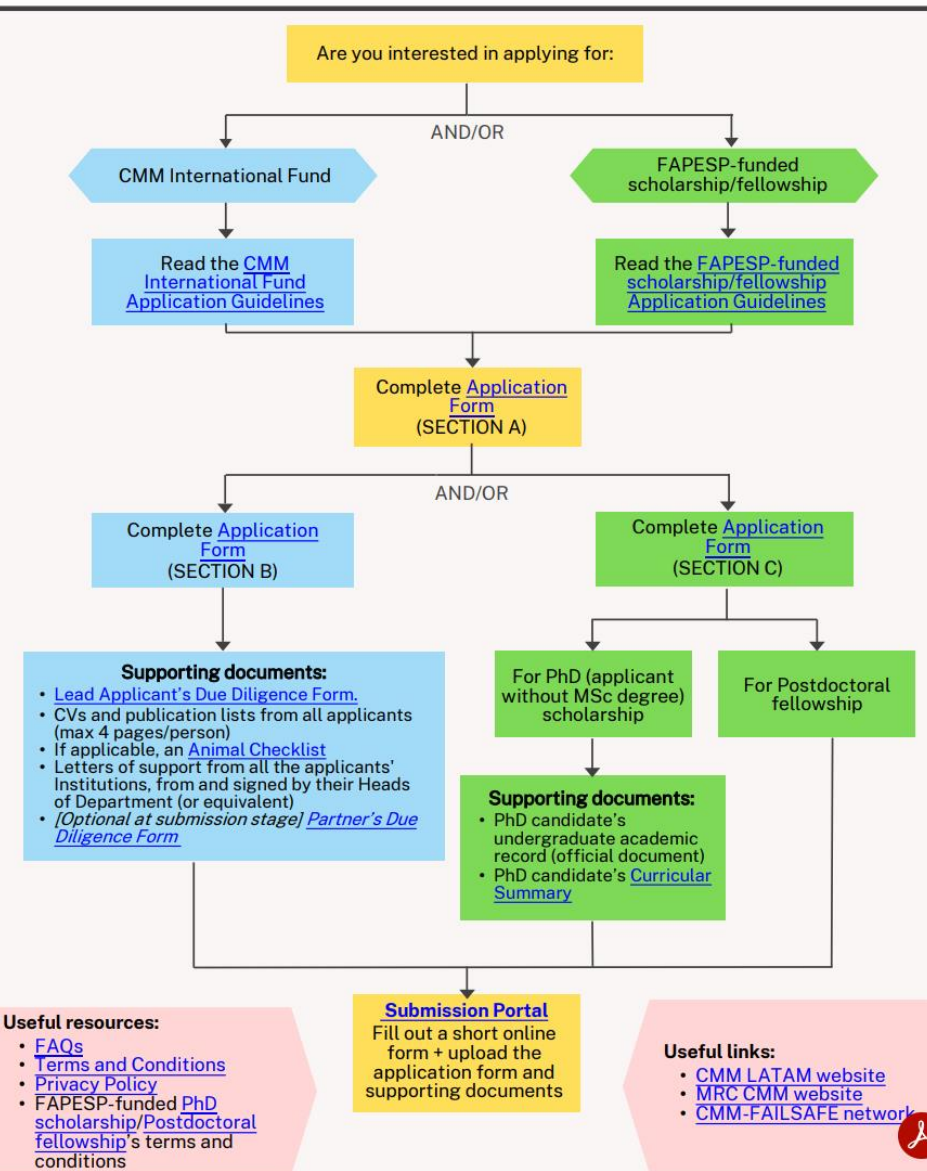 Are you interested in applying for:
AND/OR
CMM International Fund
FAPESP-funded
scholarship/fellowship
Read the CMM
International Fund
Application Guidelines
Read the FAPESP-funded
scholarship/fellowship
Application Guidelines
Complete Application
Form
(SECTION A)
AND/OR
Complete Application
Form
(SECTION B)
Complete Application
Form
(SECTION C)
Supporting documents:
• Lead Applicant's Due Diligence Form.
• CVs and publication lists from all applicants
(max 4 pages/person)
• If applicable, an Animal Checklist
• Letters of support from all the applicants'
Institutions, from and signed by their Heads
of Department (or equivalent)
• [Optional at submission stage] Partner's Due
Diligence Form
For PhD (applicant
without MSc degree)
scholarship
For Postdoctoral
fellowship
Supporting documents:
• PhD candidate's
undergraduate academic
record (official document)
• PhD candidate's Curricular
Summary
Submission Portal
Fill out a short online
form + upload the
application form and
supporting documents
Useful resources:
• FAQs
• Terms and Conditions
• Privacy Policy
• FAPESP-funded PhD
scholarship/Postdoctoral
fellowship's terms and
conditions
Useful links:
• CMM LATAM website
• MRC CMM website
• CMM-FAILSAFE network